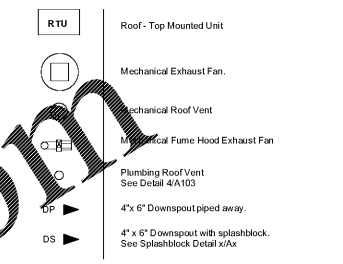 RTU Roof - Top Mounted Unit
Mechanical Exhaust Fan.
Mechanical Roof Vent
Mechanical Fume Hood Exhaust Fan
Plumbing Roof Vent
See Detail 4/A103
DP 4"x 6" Downspout piped away.
DS 4"x 6" Downspout with splashblock.
See Splashblock Detail x/Ax
om